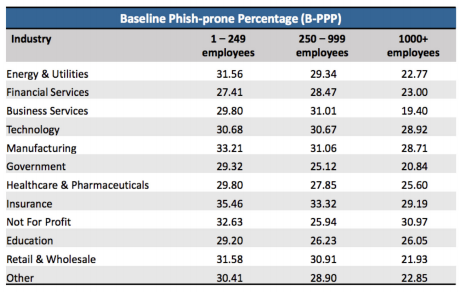 Baseline Phish-prone Percentage (B-PPP)
Industry 1 – 249 employees 250 – 999 employees 1000+ employees
Energy & Utilities 31.56 29.34 22.77
Financial Services 27.41 28.47 23.00
Business Services 29.80 31.01 19.40
Technology 30.68 30.67 28.92
Manufacturing 33.21 31.06 28.71
Government 29.32 25.12 20.84
Healthcare & Pharmaceuticals 29.80 27.85 25.60
Insurance 35.46 33.32 29.19
Not For Profit 32.63 25.94 30.97
Education 29.20 26.23 26.05
Retail & Wholesale 31.58 30.91 21.93
Other 30.41 28.90 22.85